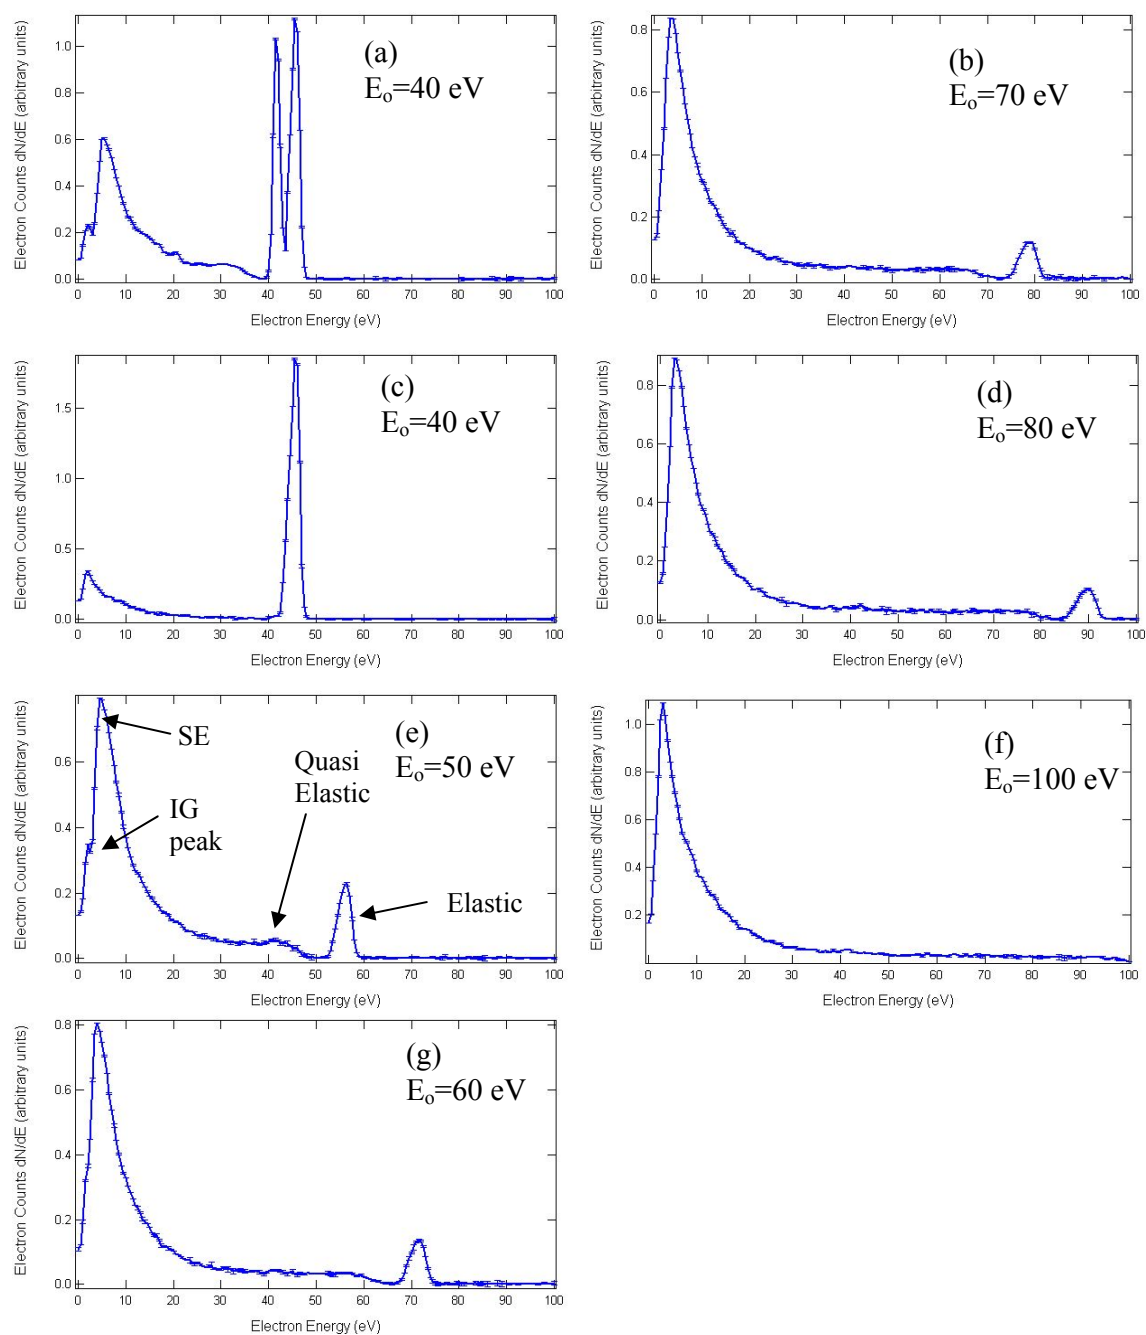 Electron Counts dN/dE (arbitrary units)
1.0
0.8
0.6
0.4
0.2
0.0
(a)
Eₒ=40 eV
0 10 20 30 40 50 60 70 80 90 100
Electron Energy (eV)
Electron Counts dN/dE (arbitrary units)
0.8
0.6
0.4
0.2
0.0
(b)
Eₒ=70 eV
0 10 20 30 40 50 60 70 80 90 100
Electron Energy (eV)
Electron Counts dN/dE (arbitrary units)
1.5
1.0
0.5
0.0
(c)
Eₒ=40 eV
0 10 20 30 40 50 60 70 80 90 100
Electron Energy (eV)
Electron Counts dN/dE (arbitrary units)
0.8
0.6
0.4
0.2
0.0
(d)
Eₒ=80 eV
0 10 20 30 40 50 60 70 80 90 100
Electron Energy (eV)
Electron Counts dN/dE (arbitrary units)
0.6
0.4
0.2
0.0
SE
IG
peak
Quasi
Elastic
(e)
Eₒ=50 eV
Elastic
0 10 20 30 40 50 60 70 80 90 100
Electron Energy (eV)
Electron Counts dN/dE (arbitrary units)
1.0
0.8
0.6
0.4
0.2
(f)
Eₒ=100 eV
0 10 20 30 40 50 60 70 80 90 100
Electron Energy (eV)
Electron Counts dN/dE (arbitrary units)
0.8
0.6
0.4
0.2
0.0
(g)
Eₒ=60 eV
0 10 20 30 40 50 60 70 80 90 100
Electron Energy (eV)